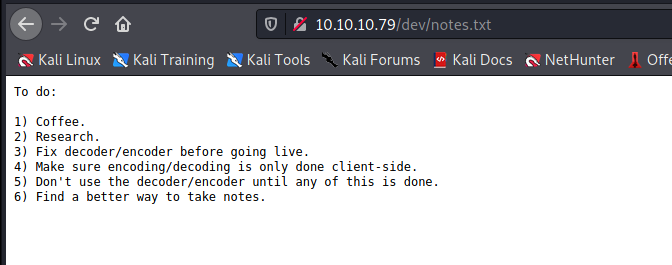 10.10.10.79/dev/notes.txt
Kali Linux Kali Training Kali Tools Kali Forums Kali Docs NetHunter Offe
To do:
1) Coffee.
2) Research.
3) Fix decoder/encoder before going live.
4) Make sure encoding/decoding is only done client-side.
5) Don't use the decoder/encoder until any of this is done.
6) Find a better way to take notes.